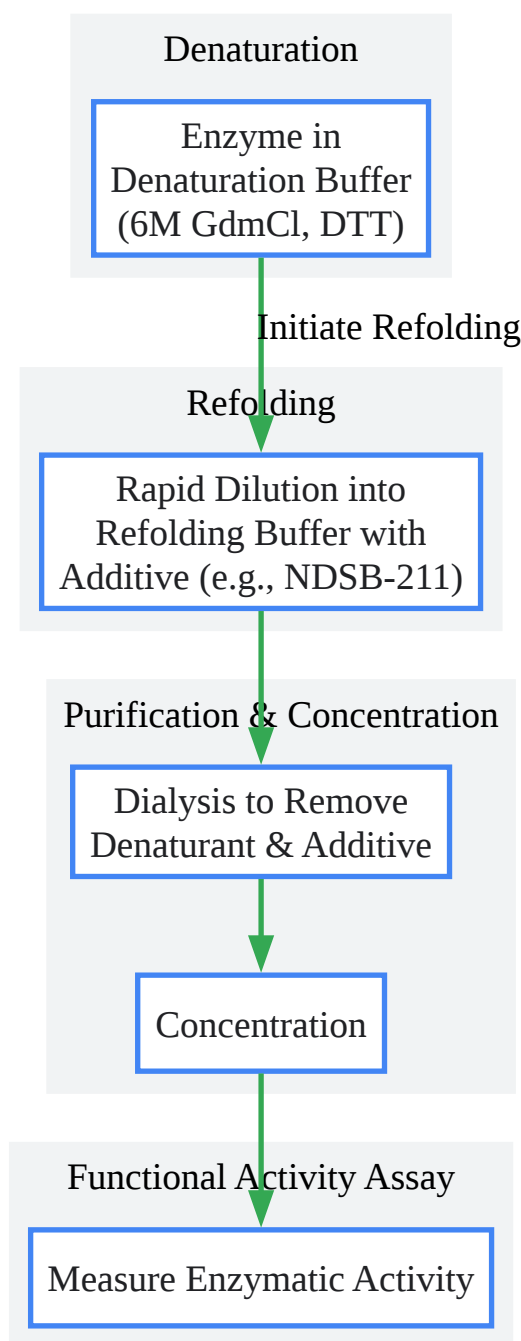 Denaturation
Enzyme in
Denaturation Buffer
(6M GdmCl, DTT)
Initiate Refolding
Refolding
Rapid Dilution into
Refolding Buffer with
Additive (e.g., NDSB-211)
Purification & Concentration
Dialysis to Remove
Denaturant & Additive
Concentration
Functional Activity Assay
Measure Enzymatic Activity